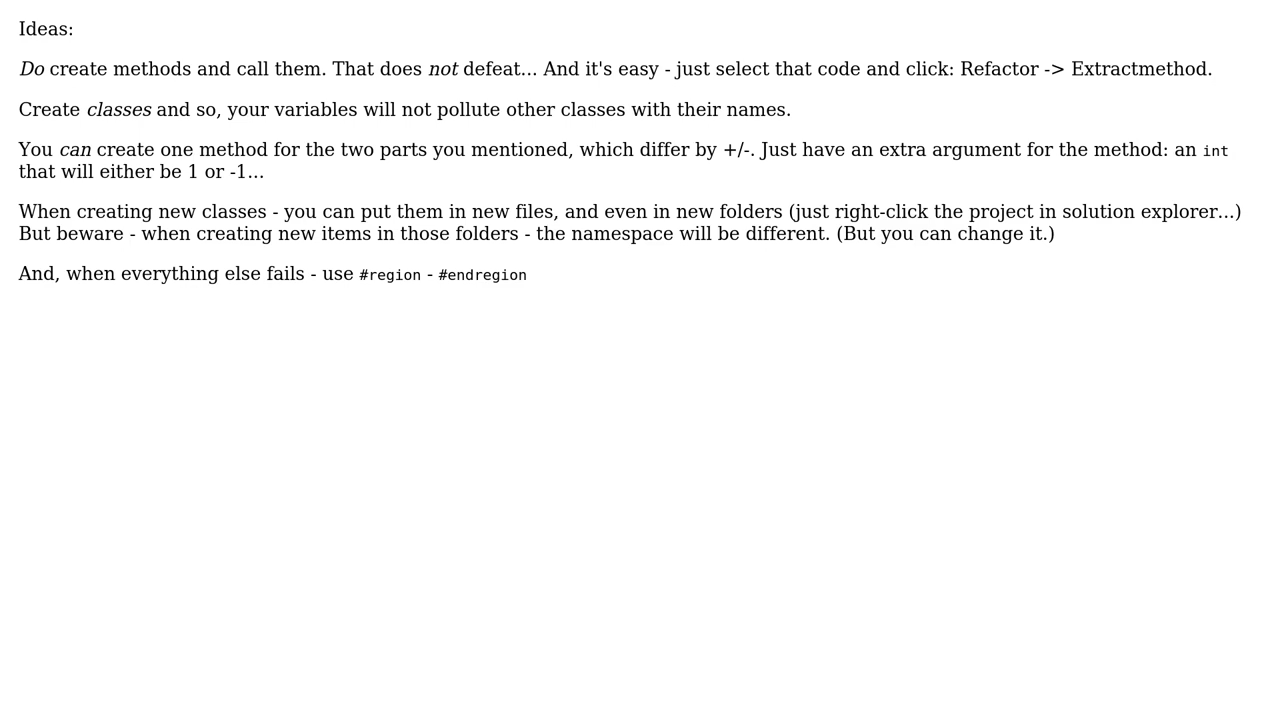 Ideas:
Do create methods and call them. That does not defeat... And it's easy - just select that code and click: Refactor -> Extractmethod.
Create classes and so, your variables will not pollute other classes with their names.
You can create one method for the two parts you mentioned, which differ by +/-. Just have an extra argument for the method: an int
that will either be 1 or -1...
When creating new classes - you can put them in new files, and even in new folders (just right-click the project in solution explorer...)
But beware - when creating new items in those folders - the namespace will be different. (But you can change it.)
And, when everything else fails - use #region - #endregion